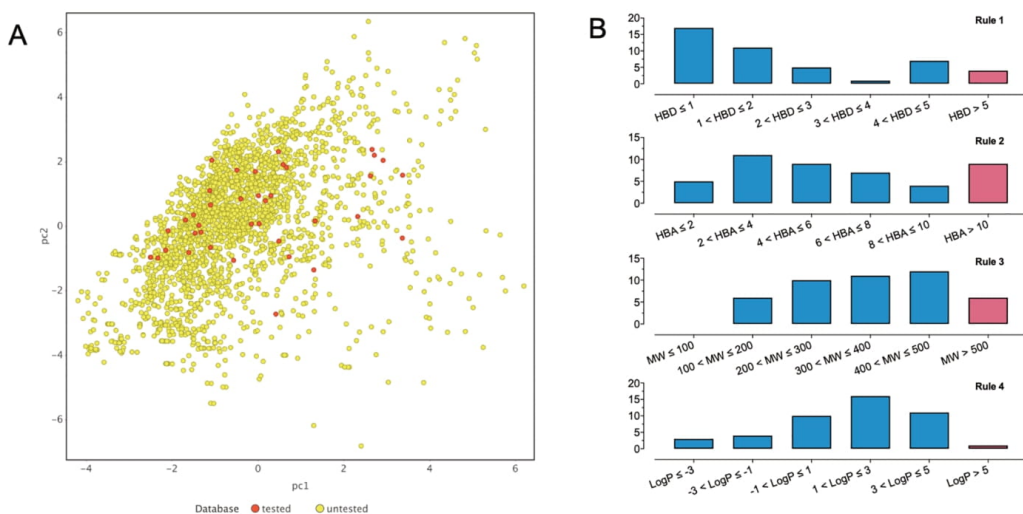 A
6
4
2
0
−2
−4
−6
pc2
−4
−2
0
2
4
6
pc1
Database
tested
untested
B
Rule 1
20
15
10
5
0
HBD ≤ 1
1 < HBD ≤ 2
2 < HBD ≤ 3
3 < HBD ≤ 4
4 < HBD ≤ 5
HBD > 5
Rule 2
15
10
5
0
HBA ≤ 2
2 < HBA ≤ 4
4 < HBA ≤ 6
6 < HBA ≤ 8
8 < HBA ≤ 10
HBA > 10
Rule 3
15
10
5
0
MW ≤ 100
100 < MW ≤ 200
200 < MW ≤ 300
300 < MW ≤ 400
400 < MW ≤ 500
MW > 500
Rule 4
20
15
10
5
0
LogP ≤ -3
-3 < LogP ≤ -1
-1 < LogP ≤ 1
1 < LogP ≤ 3
3 < LogP ≤ 5
LogP > 5